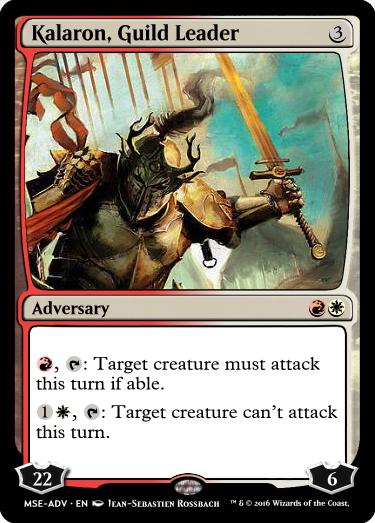 Kalaron, Guild Leader 3
Adversary
, : Target creature must attack
this turn if able.
1 , : Target creature can't attack
this turn.
22
6
MSE-ADV • EN Jean-Sebastien Rossbach
™ & © 2016 Wizards of the Coast,